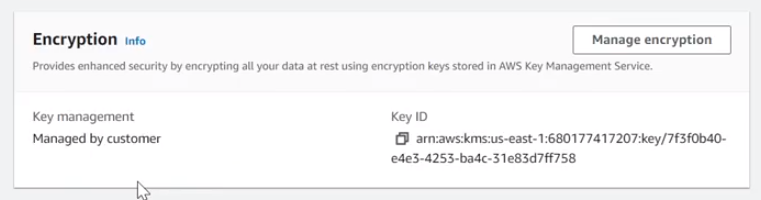 Encryption Info
Manage encryption
Provides enhanced security by encrypting all your data at rest using encryption keys stored in AWS Key Management Service.
Key management
Managed by customer
Key ID
arn:aws:kms:us-east-1:680177417207:key/7f3f0b40-
e4e3-4253-ba4c-31e83d7ff758